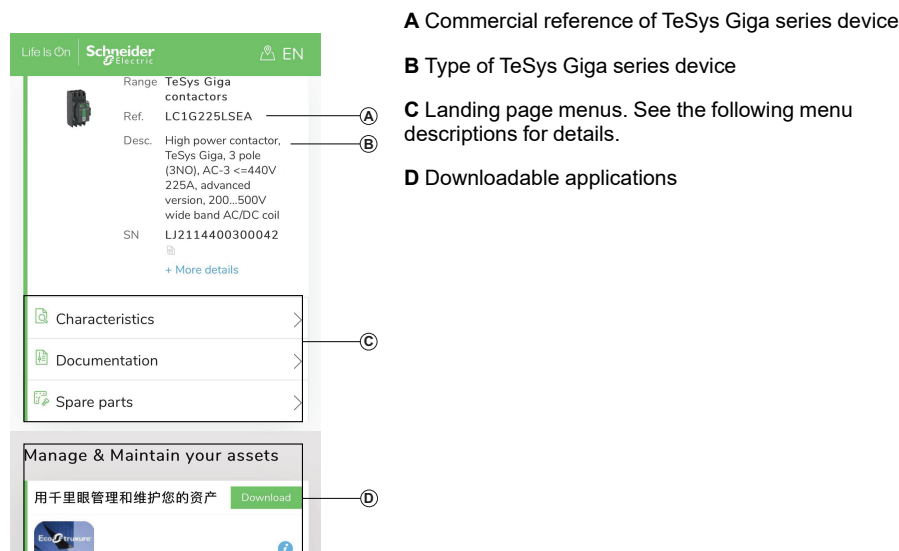 A Commercial reference of TeSys Giga series device
B Type of TeSys Giga series device
C Landing page menus. See the following menu
descriptions for details.
D Downloadable applications
Life Is On Schneider Electric EN
Range TeSys Giga
contactors
Ref. LC1G225LSEA A
Desc. High power contactor, B
TeSys Giga, 3 pole
(3NO), AC-3 <=440V
225A, advanced
version, 200...500V
wide band AC/DC coil
SN LJ2114400300042
+ More details
Characteristics
Documentation C
Spare parts
Manage & Maintain your assets
用千里眼管理和维护您的资产 Download D
EcoStruxure
i